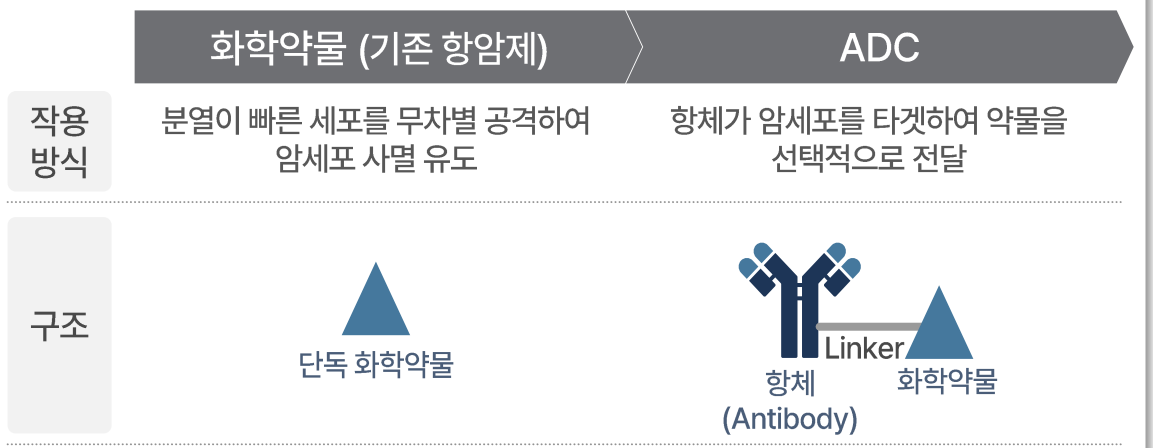 화학약물 (기존 항암제)
ADC
작용
방식
분열이 빠른 세포를 무차별 공격하여
암세포 사멸 유도
항체가 암세포를 타겟하여 약물을
선택적으로 전달
구조
단독 화학약물
Linker
항체
(Antibody)
화학약물